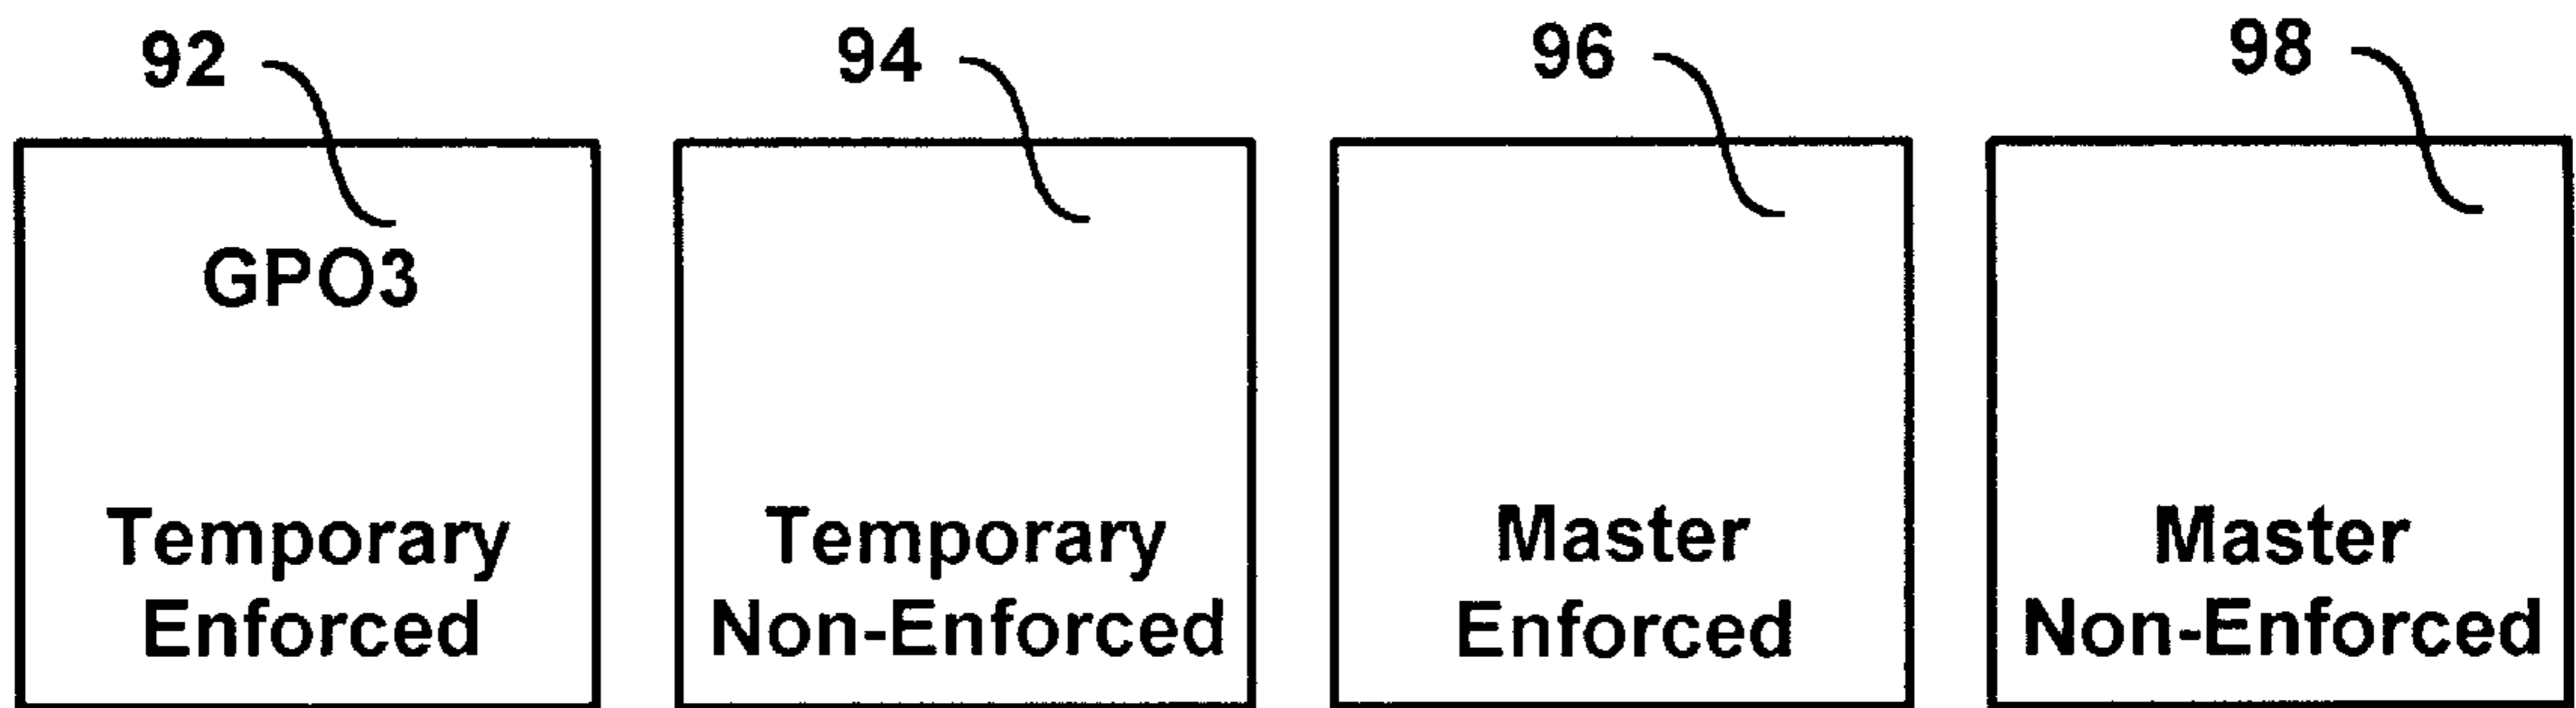 92 94 96 98
GPO3
Temporary Temporary Master Master
Enforced Non-Enforced Enforced Non-Enforced